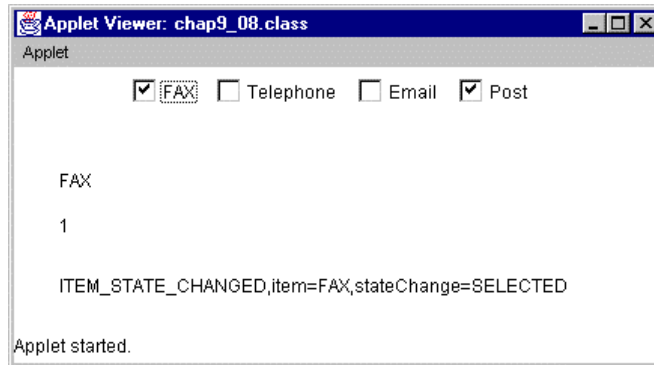 Applet Viewer: chap9_08.class
Applet
FAX Telephone Email Post
FAX
1
ITEM_STATE_CHANGED,item=FAX,stateChange=SELECTED
Applet started.